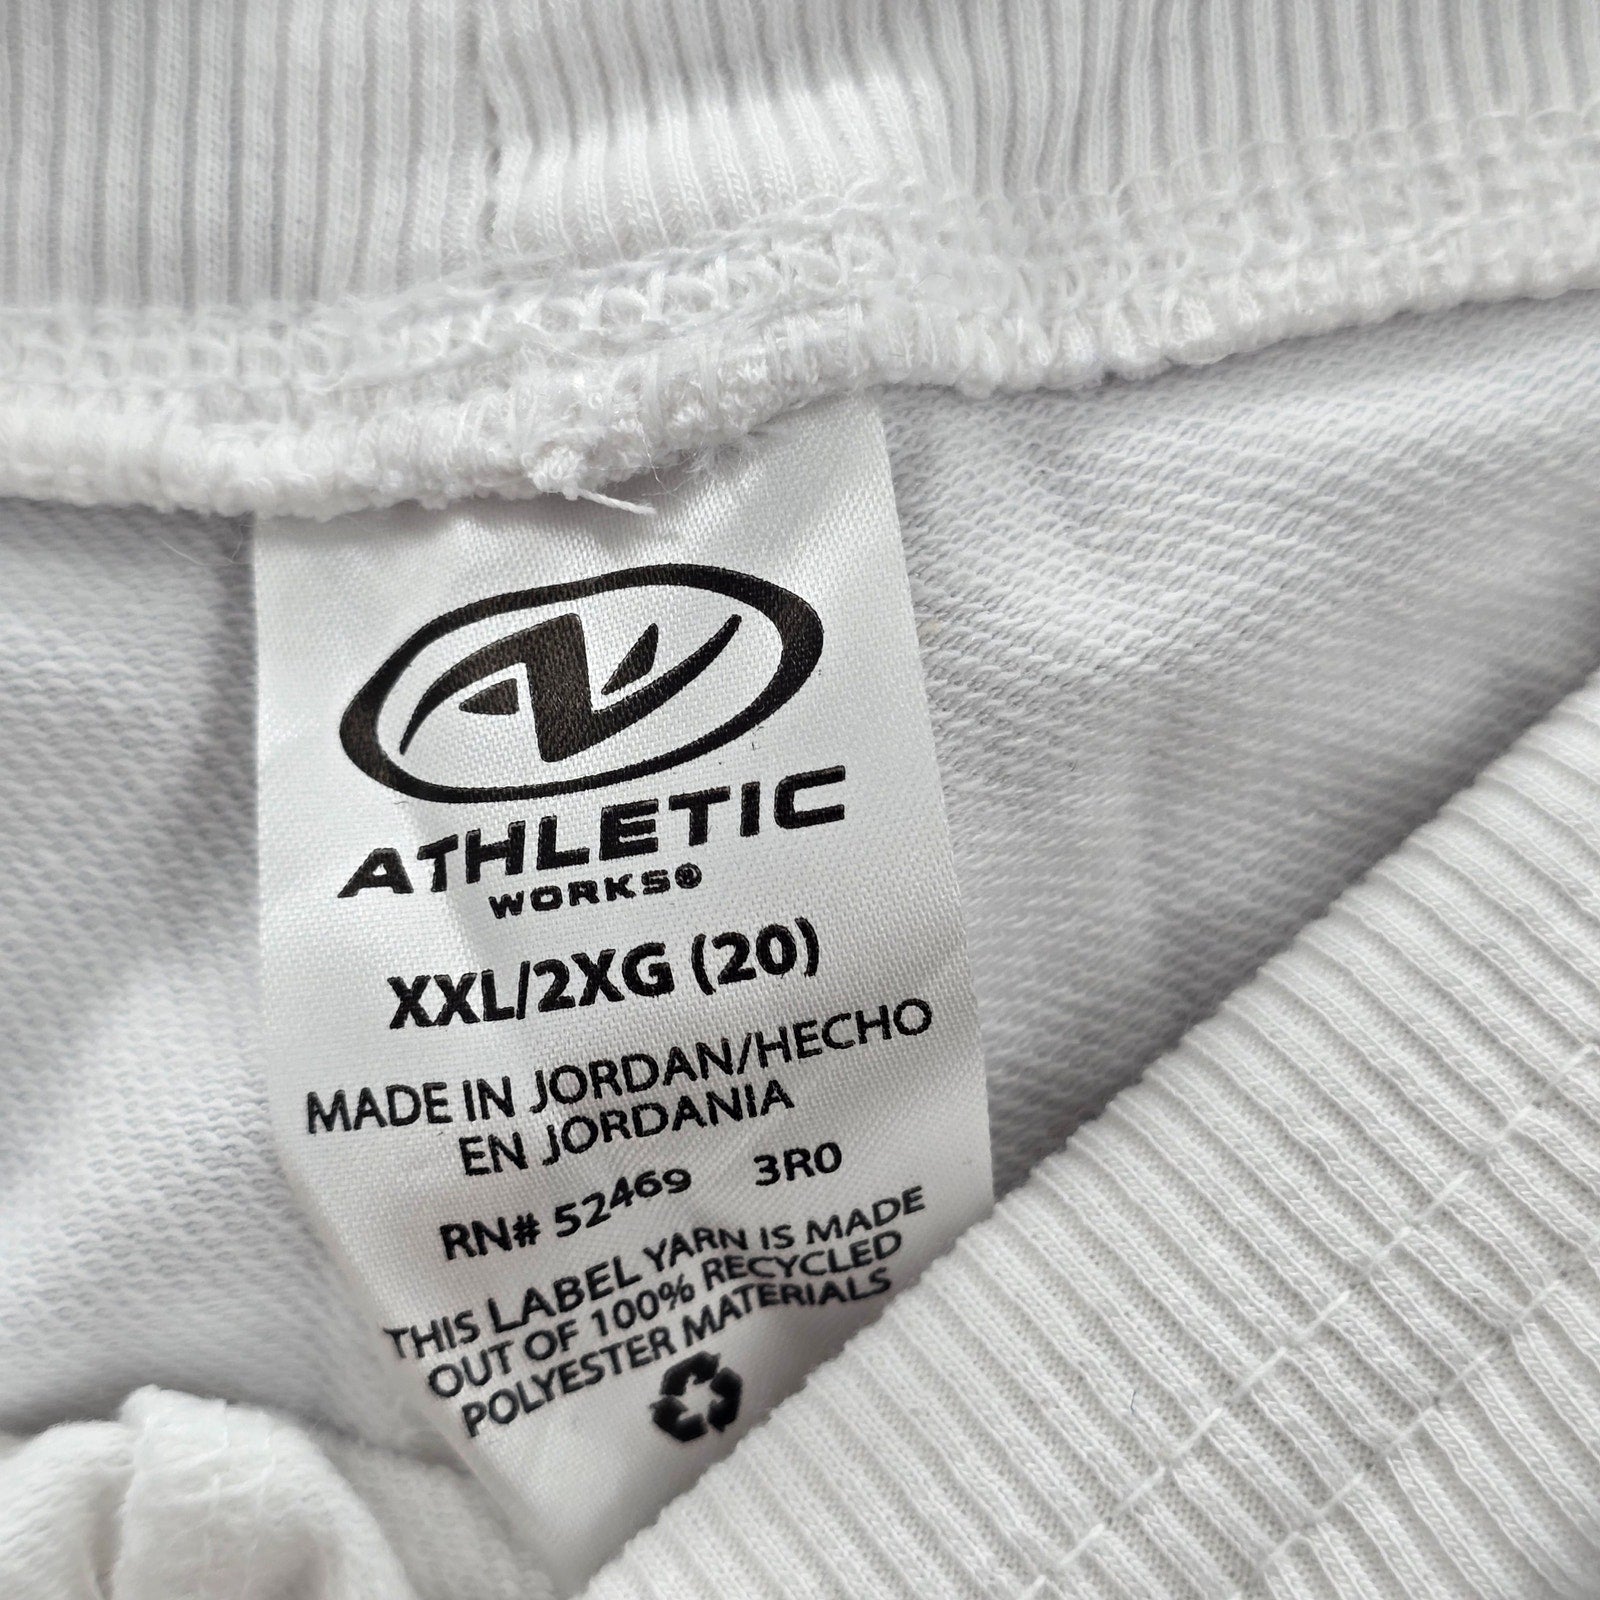 ATHLETIC
WORKS®
XXL/2XG (20)
MADE IN JORDAN/HECHO
EN JORDANIA
RN# 52469 3R0
THIS LABEL YARN IS MADE
OUT OF 100% RECYCLED
POLYESTER MATERIALS